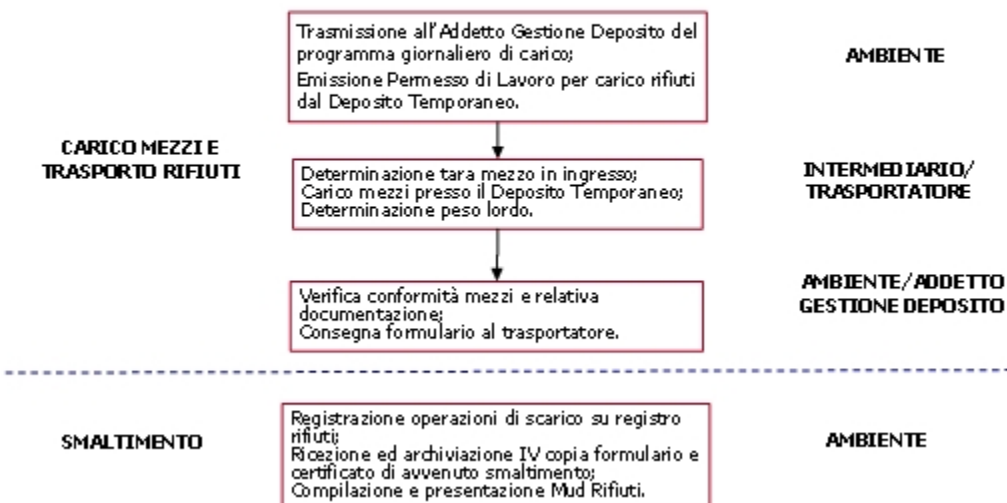 Trasmissione all'Addetto Gestione Deposito del
programma giornaliero di carico;
Emissione Permesso di Lavoro per carico rifiuti
dal Deposito Temporaneo.
AMBIENTE
CARICO MEZZI E
TRASPORTO RIFIUTI
Determinazione tara mezzo in ingresso;
Carico mezzi presso il Deposito Temporaneo;
Determinazione peso lordo.
INTERMEDIARIO/
TRASPORTATORE
Verifica conformità mezzi e relativa
documentazione;
Consegna formulario al trasportatore.
AMBIENTE/ADDETTO
GESTIONE DEPOSITO
SMALTIMENTO
Registrazione operazioni di scarico su registro
rifiuti;
Ricezione ed archiviazione IV copia formulario e
certificato di avvenuto smaltimento;
Compilazione e presentazione Mud Rifiuti.
AMBIENTE